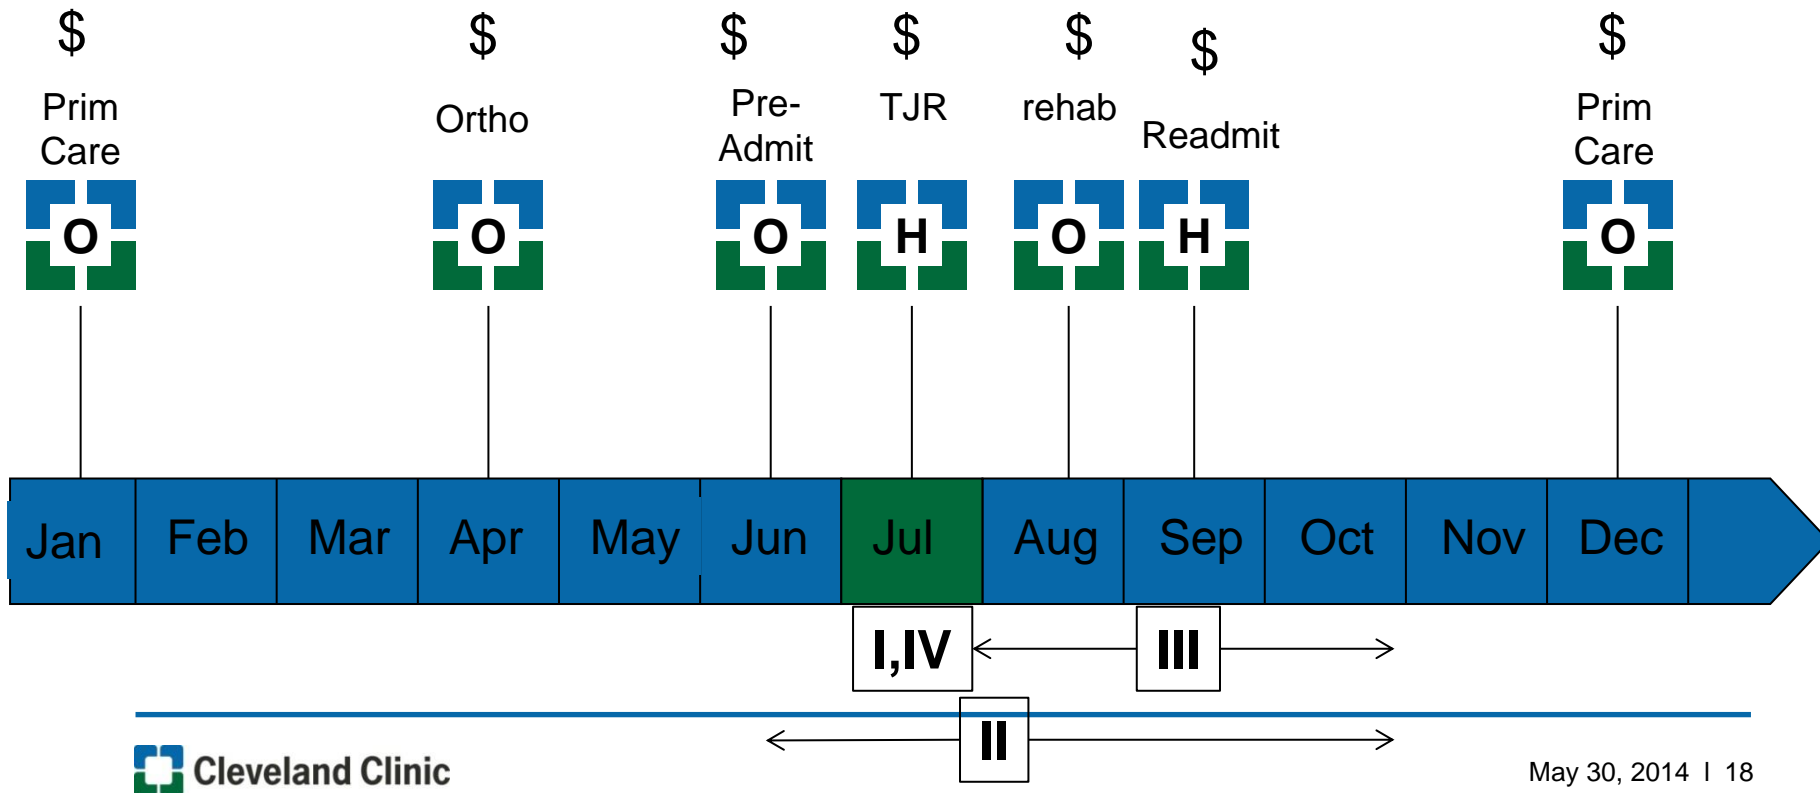 $ $ $ $ $ $ $
Prim
Care
Ortho
Pre-
Admit
TJR
rehab
Readmit
Prim
Care
O O O H O H O
Jan Feb Mar Apr May Jun Jul Aug Sep Oct Nov Dec
I,IV III
II
Cleveland Clinic
May 30, 2014 l 18